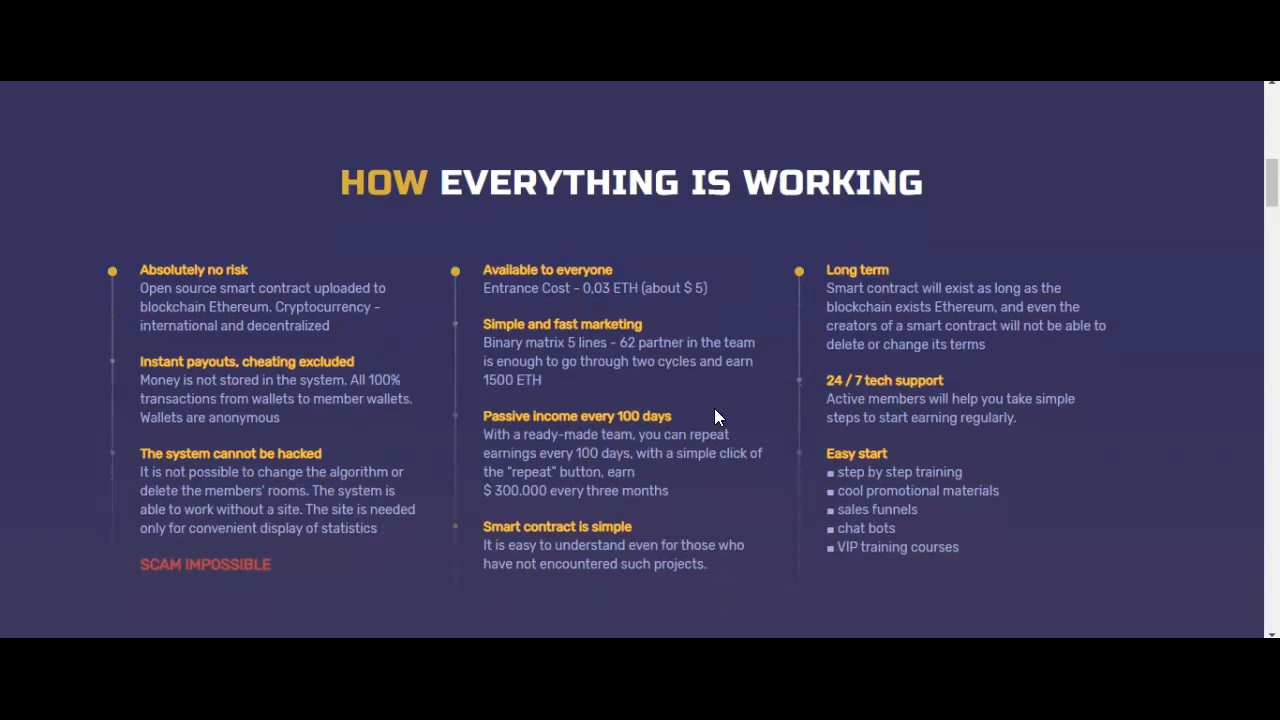 HOW EVERYTHING IS WORKING
Absolutely no risk
Open source smart contract uploaded to
blockchain Ethereum. Cryptocurrency -
international and decentralized
Instant payouts, cheating excluded
Money is not stored in the system. All 100%
transactions from wallets to member wallets.
Wallets are anonymous
The system cannot be hacked
It is not possible to change the algorithm or
delete the members' rooms. The system is
able to work without a site. The site is needed
only for convenient display of statistics
SCAM IMPOSSIBLE
Available to everyone
Entrance Cost - 0,03 ETH (about $ 5)
Simple and fast marketing
Binary matrix 5 lines - 62 partner in the team
is enough to go through two cycles and earn
1500 ETH
Passive income every 100 days
With a ready-made team, you can repeat
earnings every 100 days, with a simple click of
the "repeat" button, earn
$ 300.000 every three months
Smart contract is simple
It is easy to understand even for those who
have not encountered such projects.
Long term
Smart contract will exist as long as the
blockchain exists Ethereum, and even the
creators of a smart contract will not be able to
delete or change its terms
24 / 7 tech support
Active members will help you take simple
steps to start earning regularly.
Easy start
▪ step by step training
▪ cool promotional materials
▪ sales funnels
▪ chat bots
▪ VIP training courses